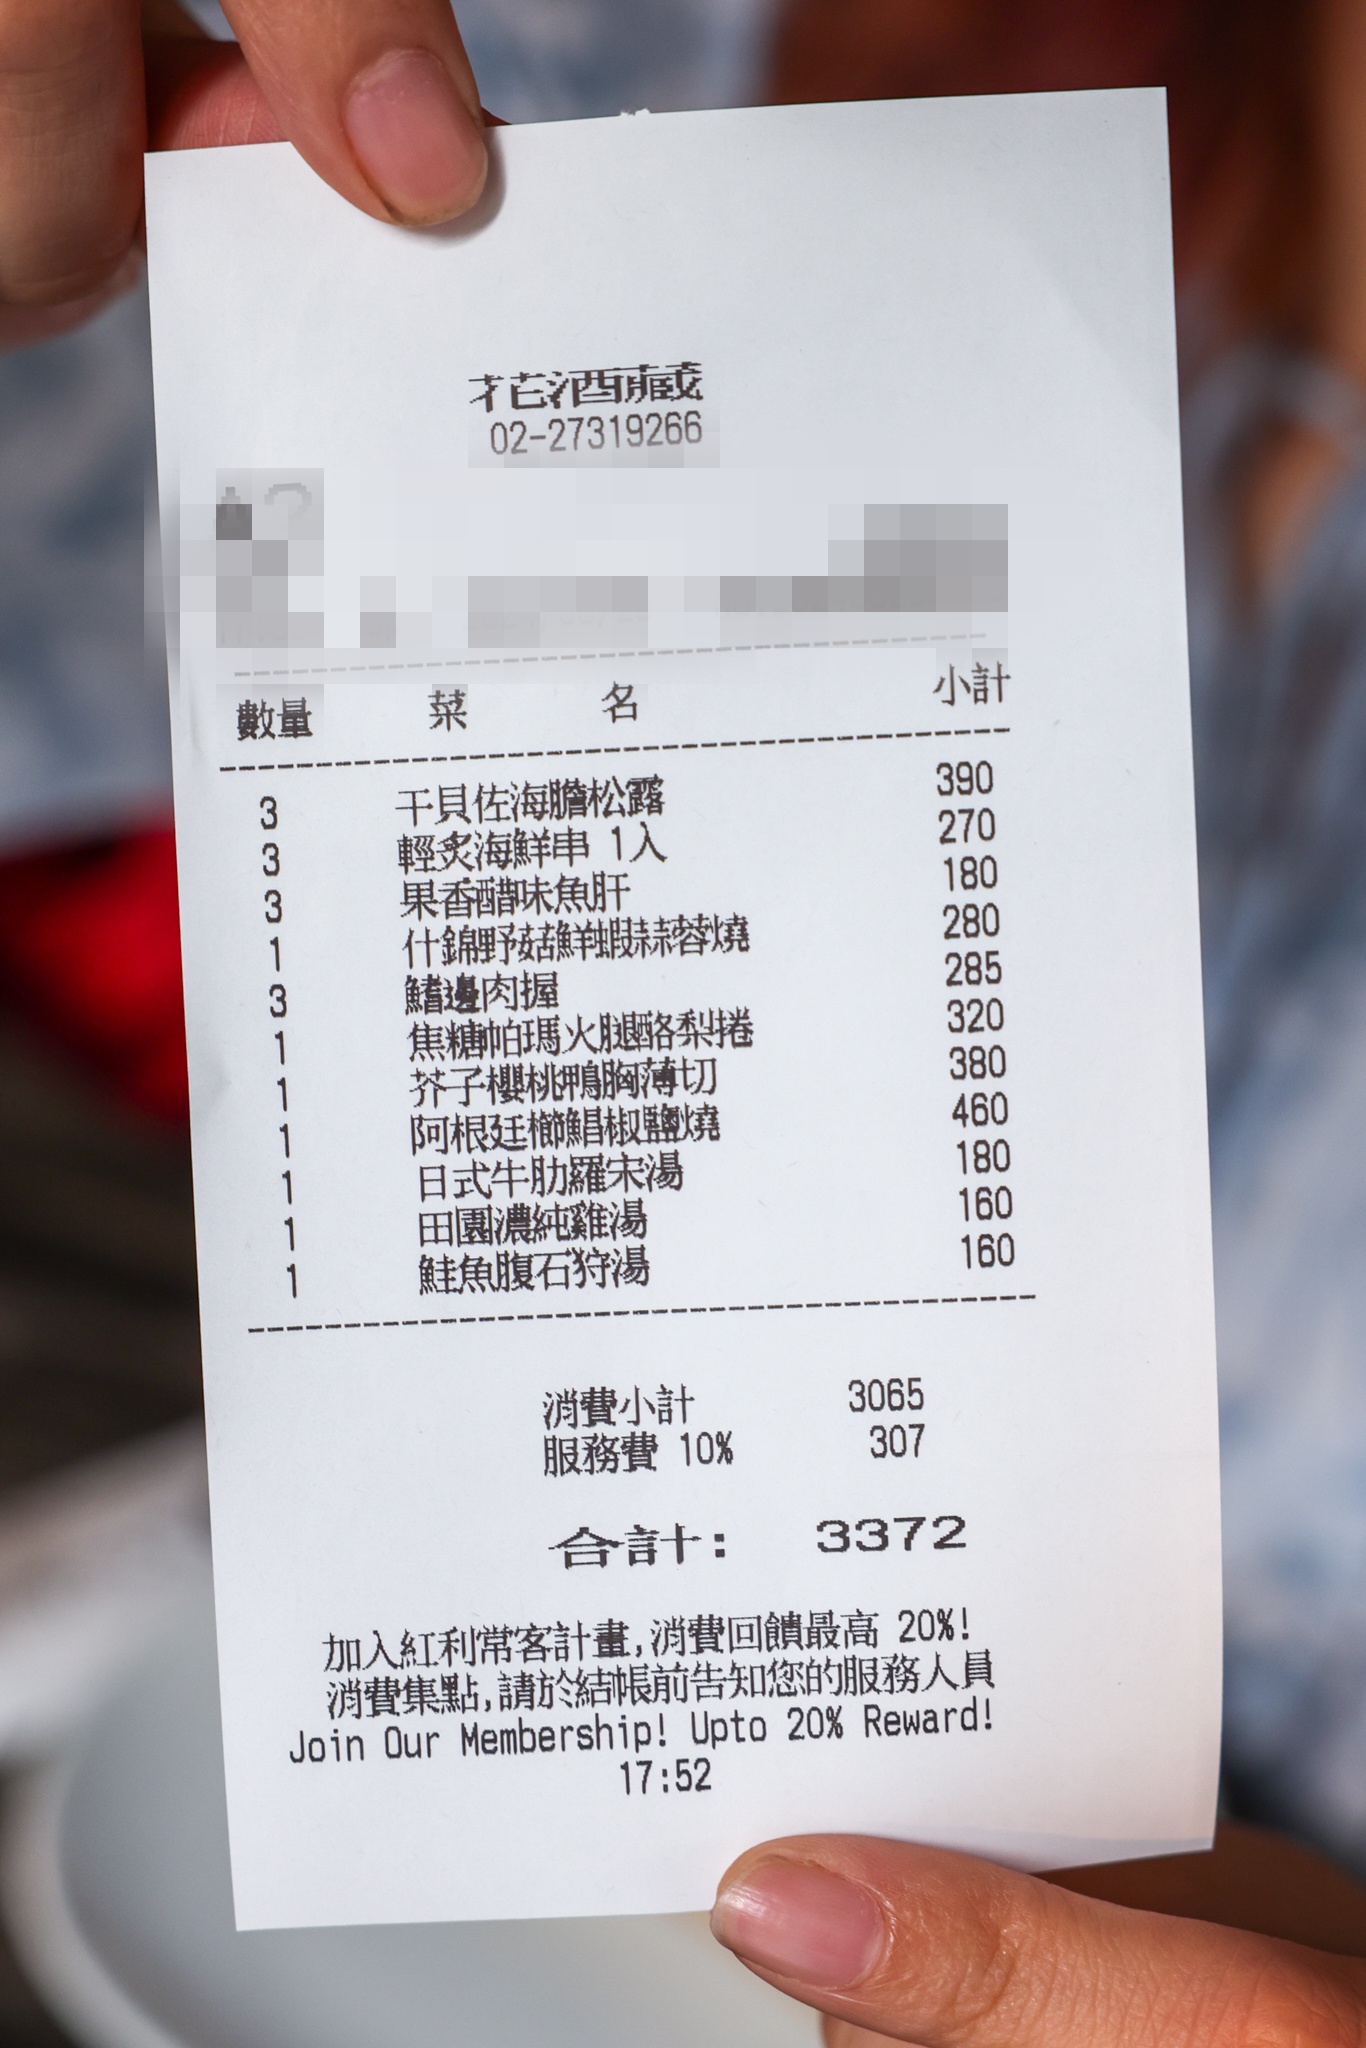 花酒藏
02-27319266
數量 菜 名 小計
3 干貝佐海膽松露 390
3 輕炙海鮮串 1入 270
3 果香醋味魚肝 180
1 什錦野菇鮮蝦蒜蓉燒 280
3 鰭邊肉握 285
1 焦糖帕瑪火腿酪梨捲 320
1 芥子櫻桃鴨胸薄切 380
1 阿根廷櫛鯧椒鹽燒 460
1 日式牛肋羅宋湯 180
1 田園濃純雞湯 160
1 鮭魚腹石狩湯 160
消費小計 3065
服務費 10% 307
合計: 3372
加入紅利常客計畫,消費回饋最高 20%!
消費集點,請於結帳前告知您的服務人員
Join Our Membership! Upto 20% Reward!
17:52